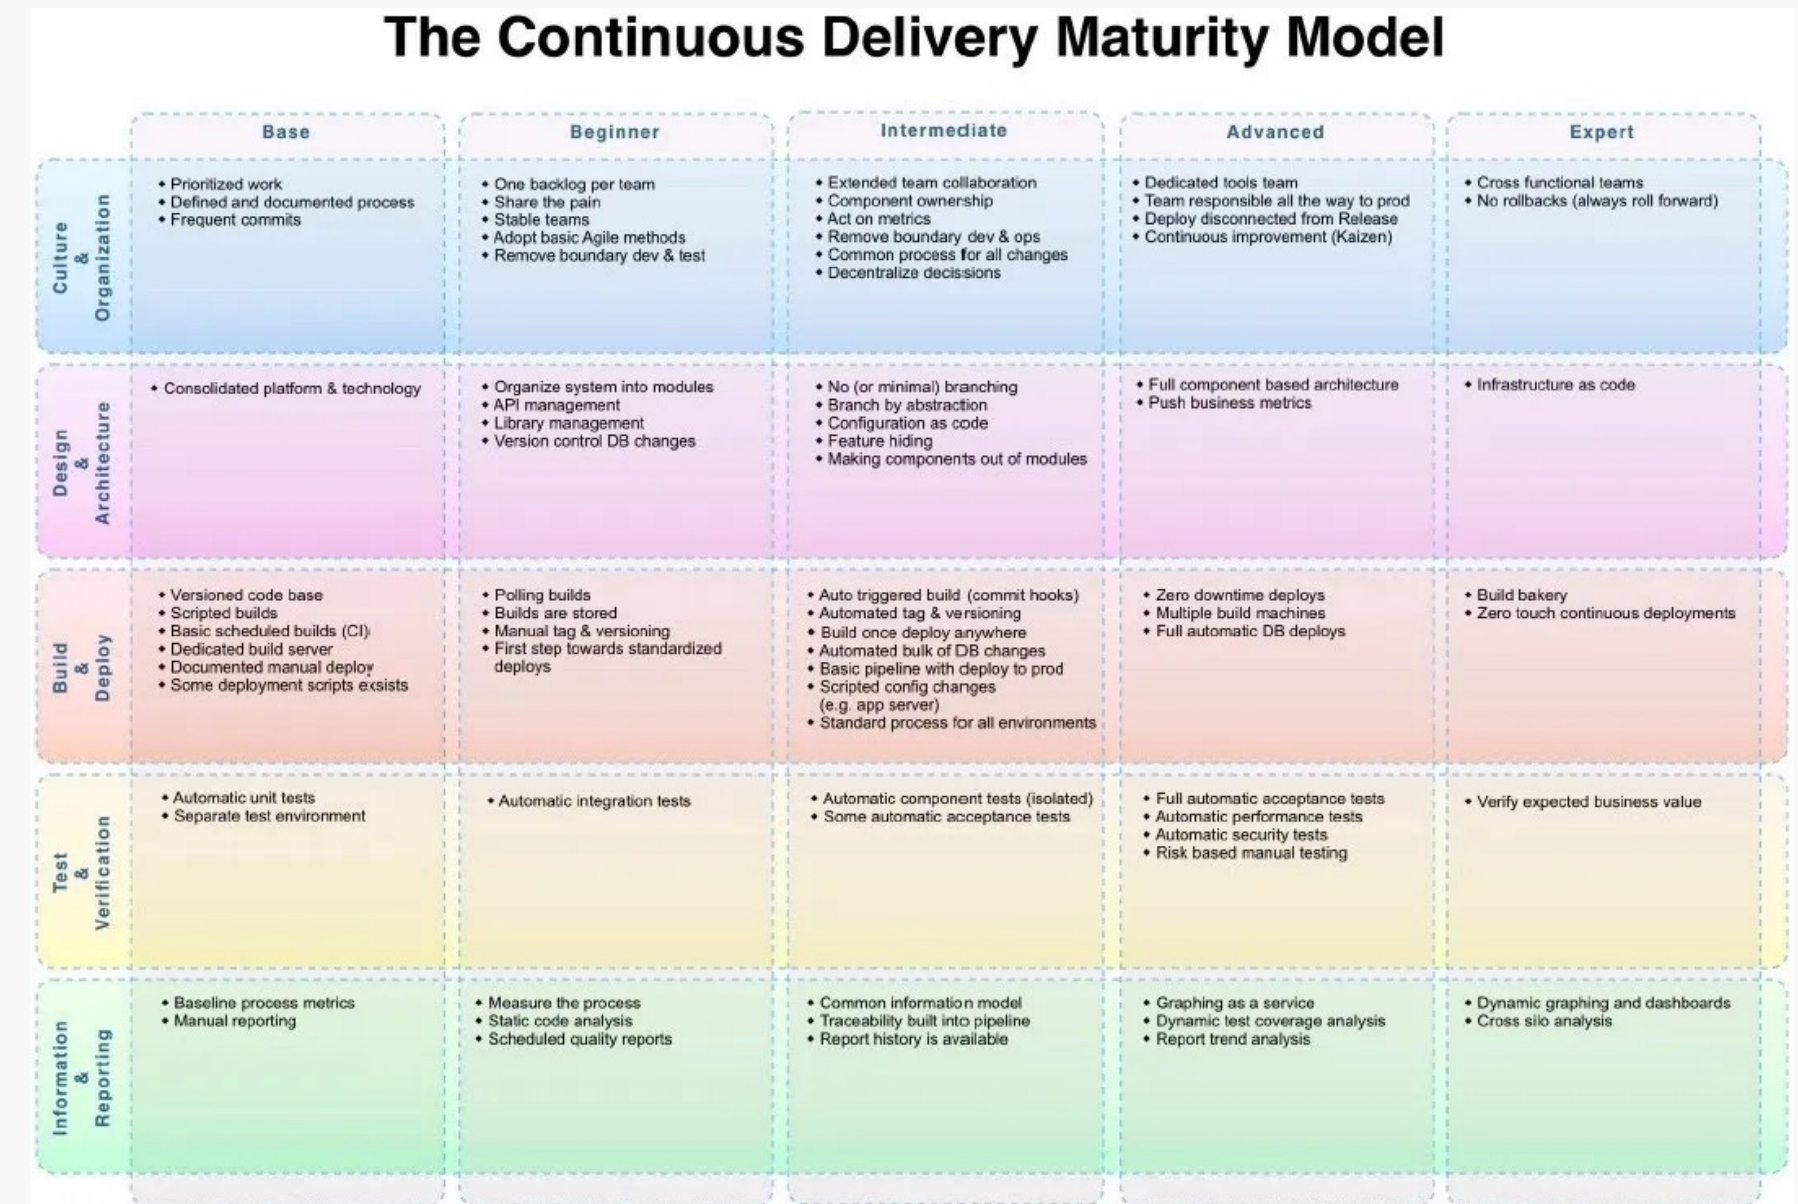 The Continuous Delivery Maturity Model
Base
Beginner
Intermediate
Advanced
Expert
Culture
&
Organization
• Prioritized work
• Defined and documented process
• Frequent commits
• One backlog per team
• Share the pain
• Stable teams
• Adopt basic Agile methods
• Remove boundary dev & test
• Extended team collaboration
• Component ownership
• Act on metrics
• Remove boundary dev & ops
• Common process for all changes
• Decentralize decissions
• Dedicated tools team
• Team responsible all the way to prod
• Deploy disconnected from Release
• Continuous improvement (Kaizen)
• Cross functional teams
• No rollbacks (always roll forward)
Design
&
Architecture
• Consolidated platform & technology
• Organize system into modules
• API management
• Library management
• Version control DB changes
• No (or minimal) branching
• Branch by abstraction
• Configuration as code
• Feature hiding
• Making components out of modules
• Full component based architecture
• Push business metrics
• Infrastructure as code
Build
&
Deploy
• Versioned code base
• Scripted builds
• Basic scheduled builds (CI)
• Dedicated build server
• Documented manual deploy
• Some deployment scripts exsists
• Polling builds
• Builds are stored
• Manual tag & versioning
• First step towards standardized
deploys
• Auto triggered build (commit hooks)
• Automated tag & versioning
• Build once deploy anywhere
• Automated bulk of DB changes
• Basic pipeline with deploy to prod
• Scripted config changes
(e.g. app server)
• Standard process for all environments
• Zero downtime deploys
• Multiple build machines
• Full automatic DB deploys
• Build bakery
• Zero touch continuous deployments
Test
&
Verification
• Automatic unit tests
• Separate test environment
• Automatic integration tests
• Automatic component tests (isolated)
• Some automatic acceptance tests
• Full automatic acceptance tests
• Automatic performance tests
• Automatic security tests
• Risk based manual testing
• Verify expected business value
Information
&
Reporting
• Baseline process metrics
• Manual reporting
• Measure the process
• Static code analysis
• Scheduled quality reports
• Common information model
• Traceability built into pipeline
• Report history is available
• Graphing as a service
• Dynamic test coverage analysis
• Report trend analysis
• Dynamic graphing and dashboards
• Cross silo analysis